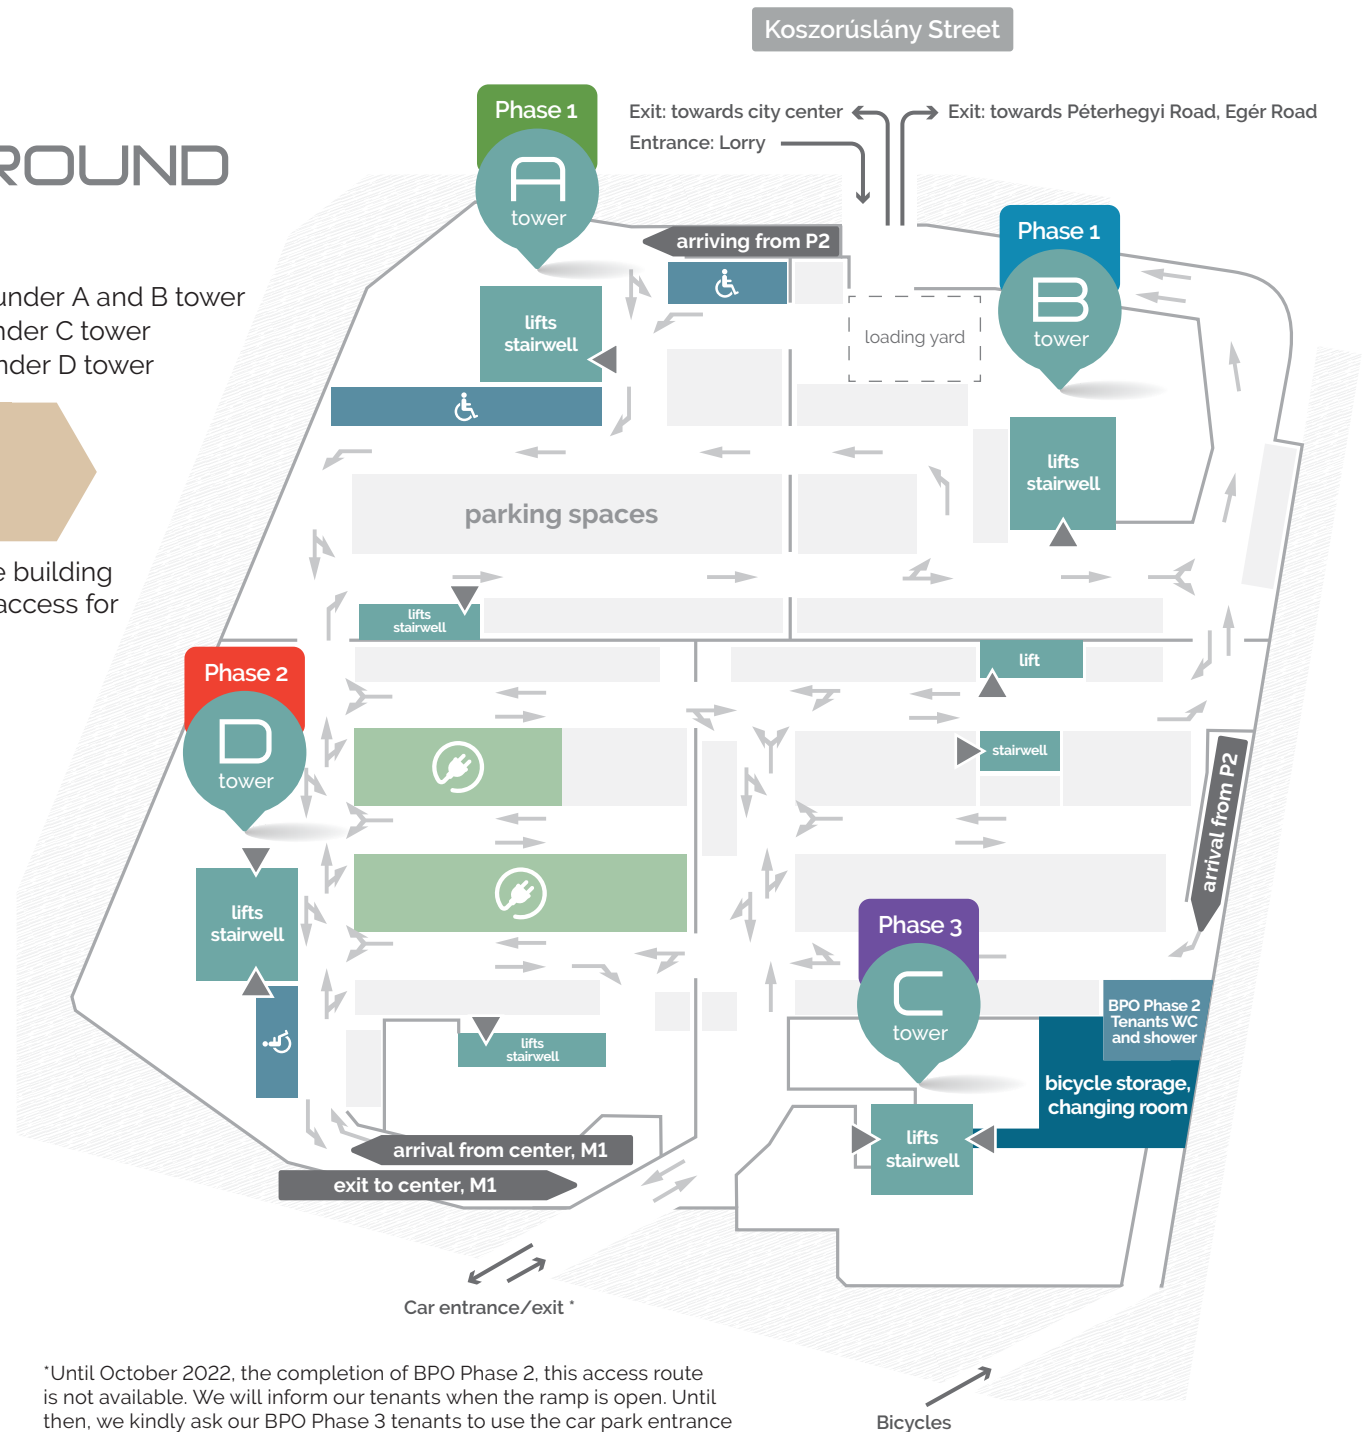 Koszorúslány Street
Exit: towards city center
Exit: towards Péterhegyi Road, Egér Road
Entrance: Lorry
Phase 1
A
tower
ROUND
arriving from P2
Phase 1
B
tower
under A and B tower
nder C tower
nder D tower
lifts
stairwell
loading yard
lifts
stairwell
parking spaces
e building
access for
lifts
stairwell
lift
Phase 2
D
tower
stairwell
arrival from P2
lifts
stairwell
Phase 3
C
tower
BPO Phase 2
Tenants WC
and shower
lifts
stairwell
bicycle storage,
changing room
lifts
stairwell
arrival from center, M1
exit to center, M1
Car entrance/exit *
*Until October 2022, the completion of BPO Phase 2, this access route
is not available. We will inform our tenants when the ramp is open. Until
then, we kindly ask our BPO Phase 3 tenants to use the car park entrance
Bicycles